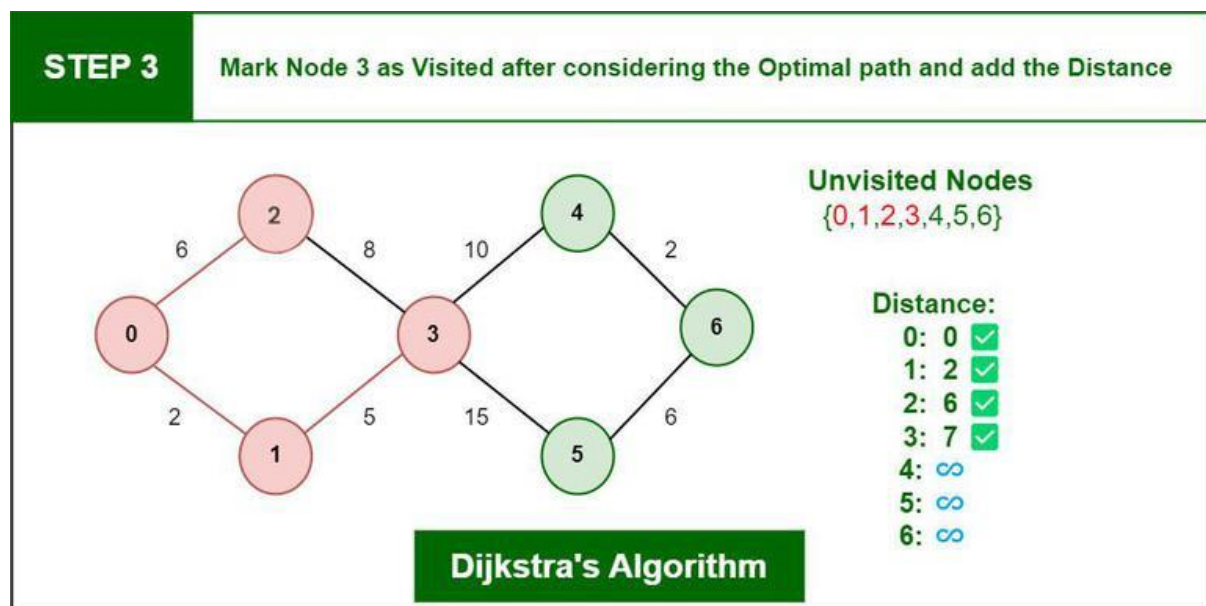 STEP 3
Mark Node 3 as Visited after considering the Optimal path and add the Distance
Unvisited Nodes
{0,1,2,3,4,5,6}
2
4
6
8
10
2
0
3
6
2
5
15
6
1
5
Distance:
0: 0 ✅
1: 2 ✅
2: 6 ✅
3: 7 ✅
4: ∞
5: ∞
6: ∞
Dijkstra's Algorithm